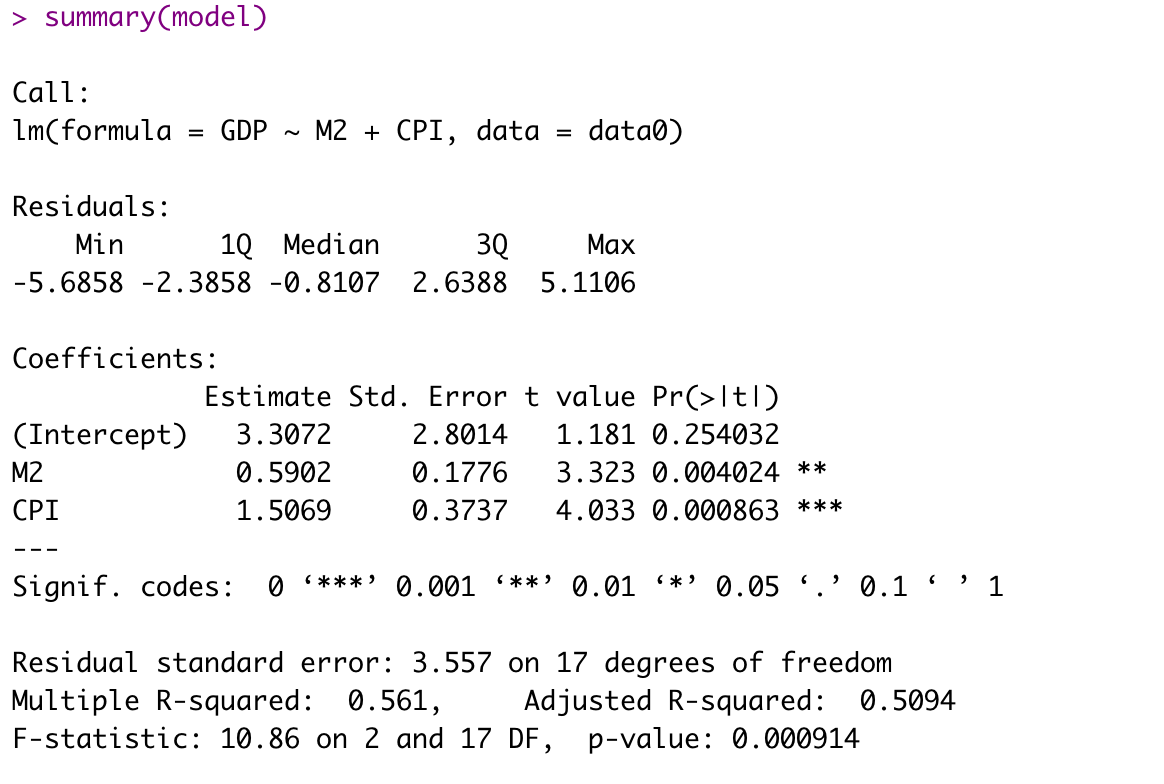 > summary(model)
Call:
lm(formula = GDP ~ M2 + CPI, data = data0)
Residuals:
    Min      1Q  Median      3Q     Max
-5.6858 -2.3858 -0.8107  2.6388  5.1106
Coefficients:
            Estimate Std. Error t value Pr(>|t|)
(Intercept)   3.3072     2.8014   1.181 0.254032
M2            0.5902     0.1776   3.323 0.004024 **
CPI           1.5069     0.3737   4.033 0.000863 ***
---
Signif. codes:  0 ‘***’ 0.001 ‘**’ 0.01 ‘*’ 0.05 ‘.’ 0.1 ‘ ’ 1
Residual standard error: 3.557 on 17 degrees of freedom
Multiple R-squared:  0.561,     Adjusted R-squared:  0.5094
F-statistic: 10.86 on 2 and 17 DF,  p-value: 0.000914